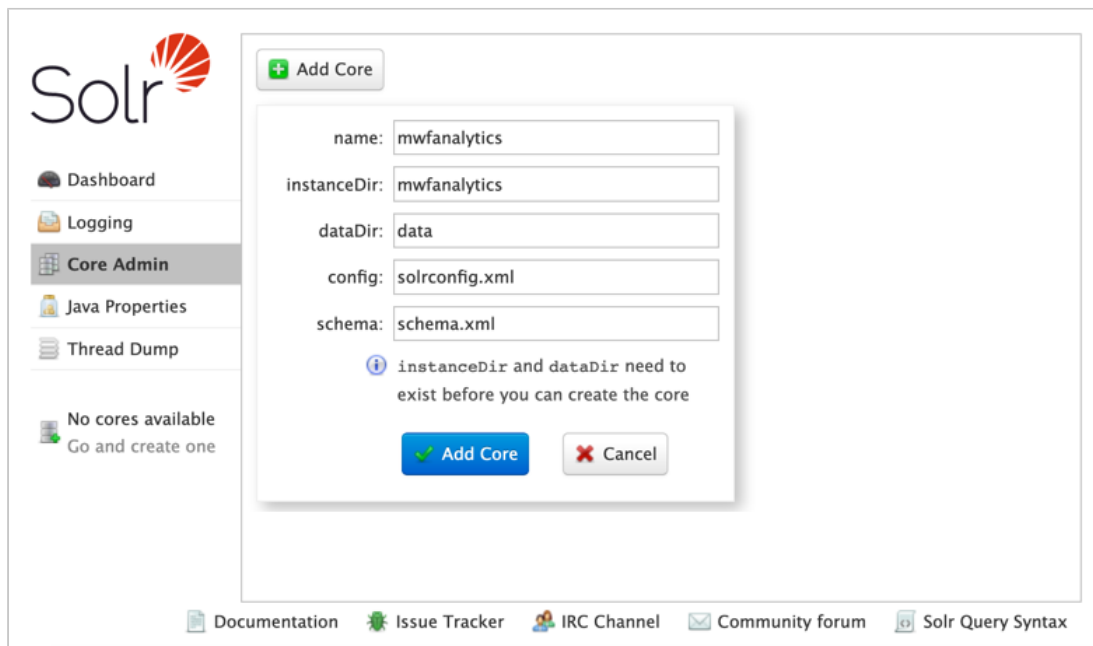 Solr
Dashboard
Logging
Core Admin
Java Properties
Thread Dump
No cores available
Go and create one
Add Core
name: mwfanalytics
instanceDir: mwfanalytics
dataDir: data
config: solrconfig.xml
schema: schema.xml
instanceDir and dataDir need to
exist before you can create the core
Add Core Cancel
Documentation Issue Tracker IRC Channel Community forum Solr Query Syntax